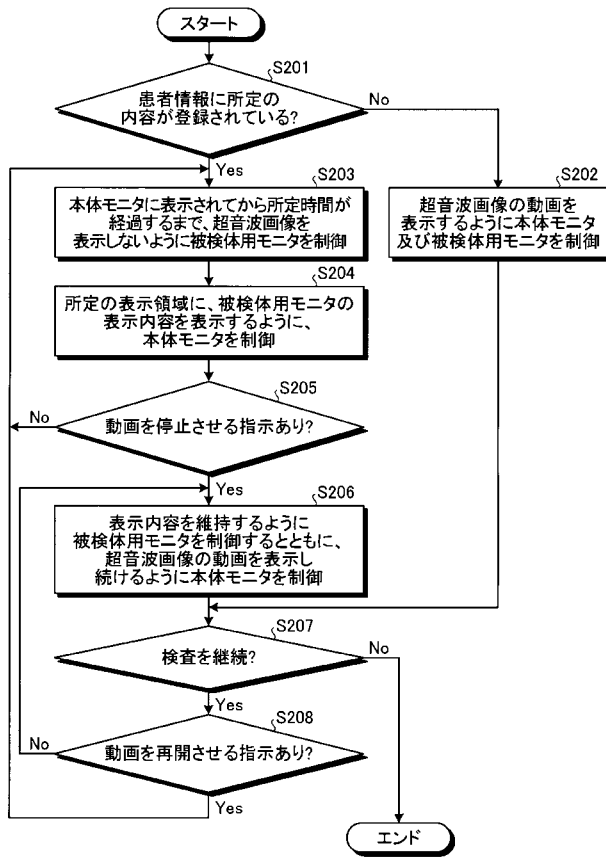 スタート
S201
患者情報に所定の
内容が登録されている?
No
Yes
S203
本体モニタに表示されてから所定時間が
経過するまで、超音波画像を
表示しないように被検体用モニタを制御
S202
超音波画像の動画を
表示するように本体モニタ
及び被検体用モニタを制御
S204
所定の表示領域に、被検体用モニタの
表示内容を表示するように、
本体モニタを制御
S205
No
動画を停止させる指示あり?
Yes
S206
表示内容を維持するように
被検体用モニタを制御するとともに、
超音波画像の動画を表示し
続けるように本体モニタを制御
S207
検査を継続?
No
Yes
S208
No
動画を再開させる指示あり?
Yes
エンド